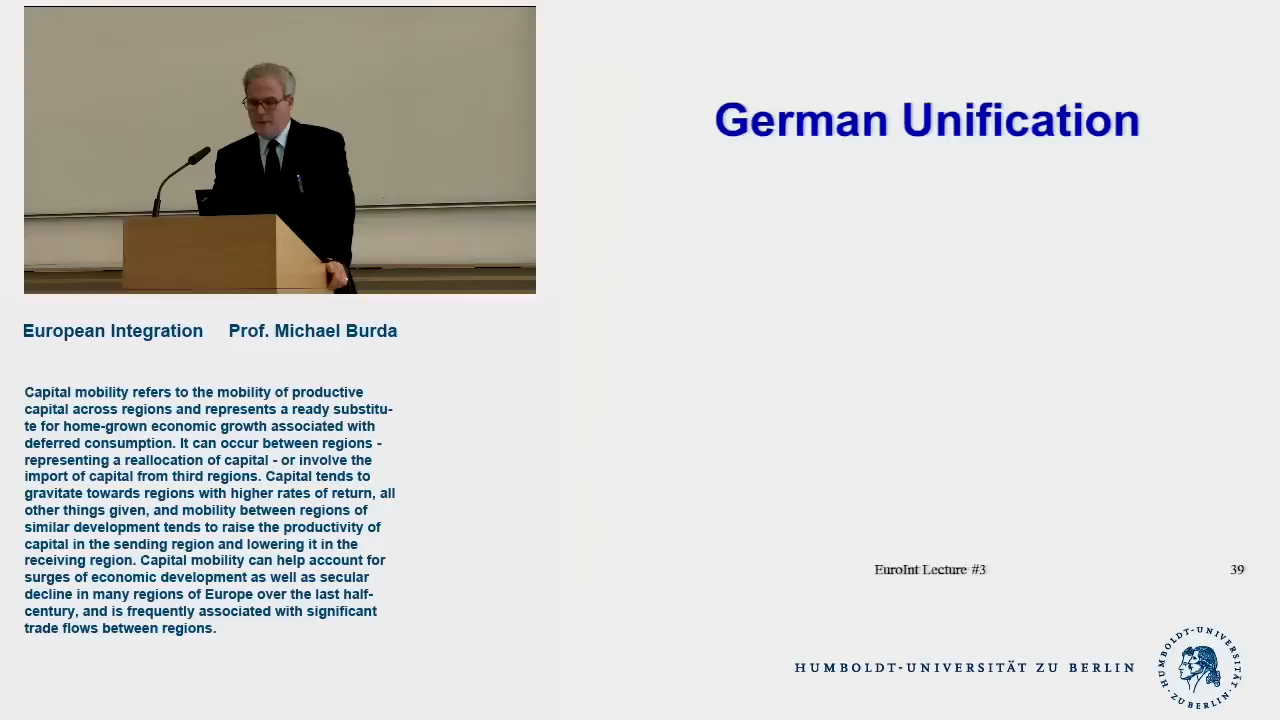 German Unification
European Integration Prof. Michael Burda
Capital mobility refers to the mobility of productive
capital across regions and represents a ready substitu-
te for home-grown economic growth associated with
deferred consumption. It can occur between regions -
representing a reallocation of capital - or involve the
import of capital from third regions. Capital tends to
gravitate towards regions with higher rates of return, all
other things given, and mobility between regions of
similar development tends to raise the productivity of
capital in the sending region and lowering it in the
receiving region. Capital mobility can help account for
surges of economic development as well as secular
decline in many regions of Europe over the last half-
century, and is frequently associated with significant
trade flows between regions.
EuroInt Lecture #3 39
HUMBOLDT-UNIVERSITÄT ZU BERLIN
HUMBOLDT-UNIVERSITÄT
ZU BERLIN